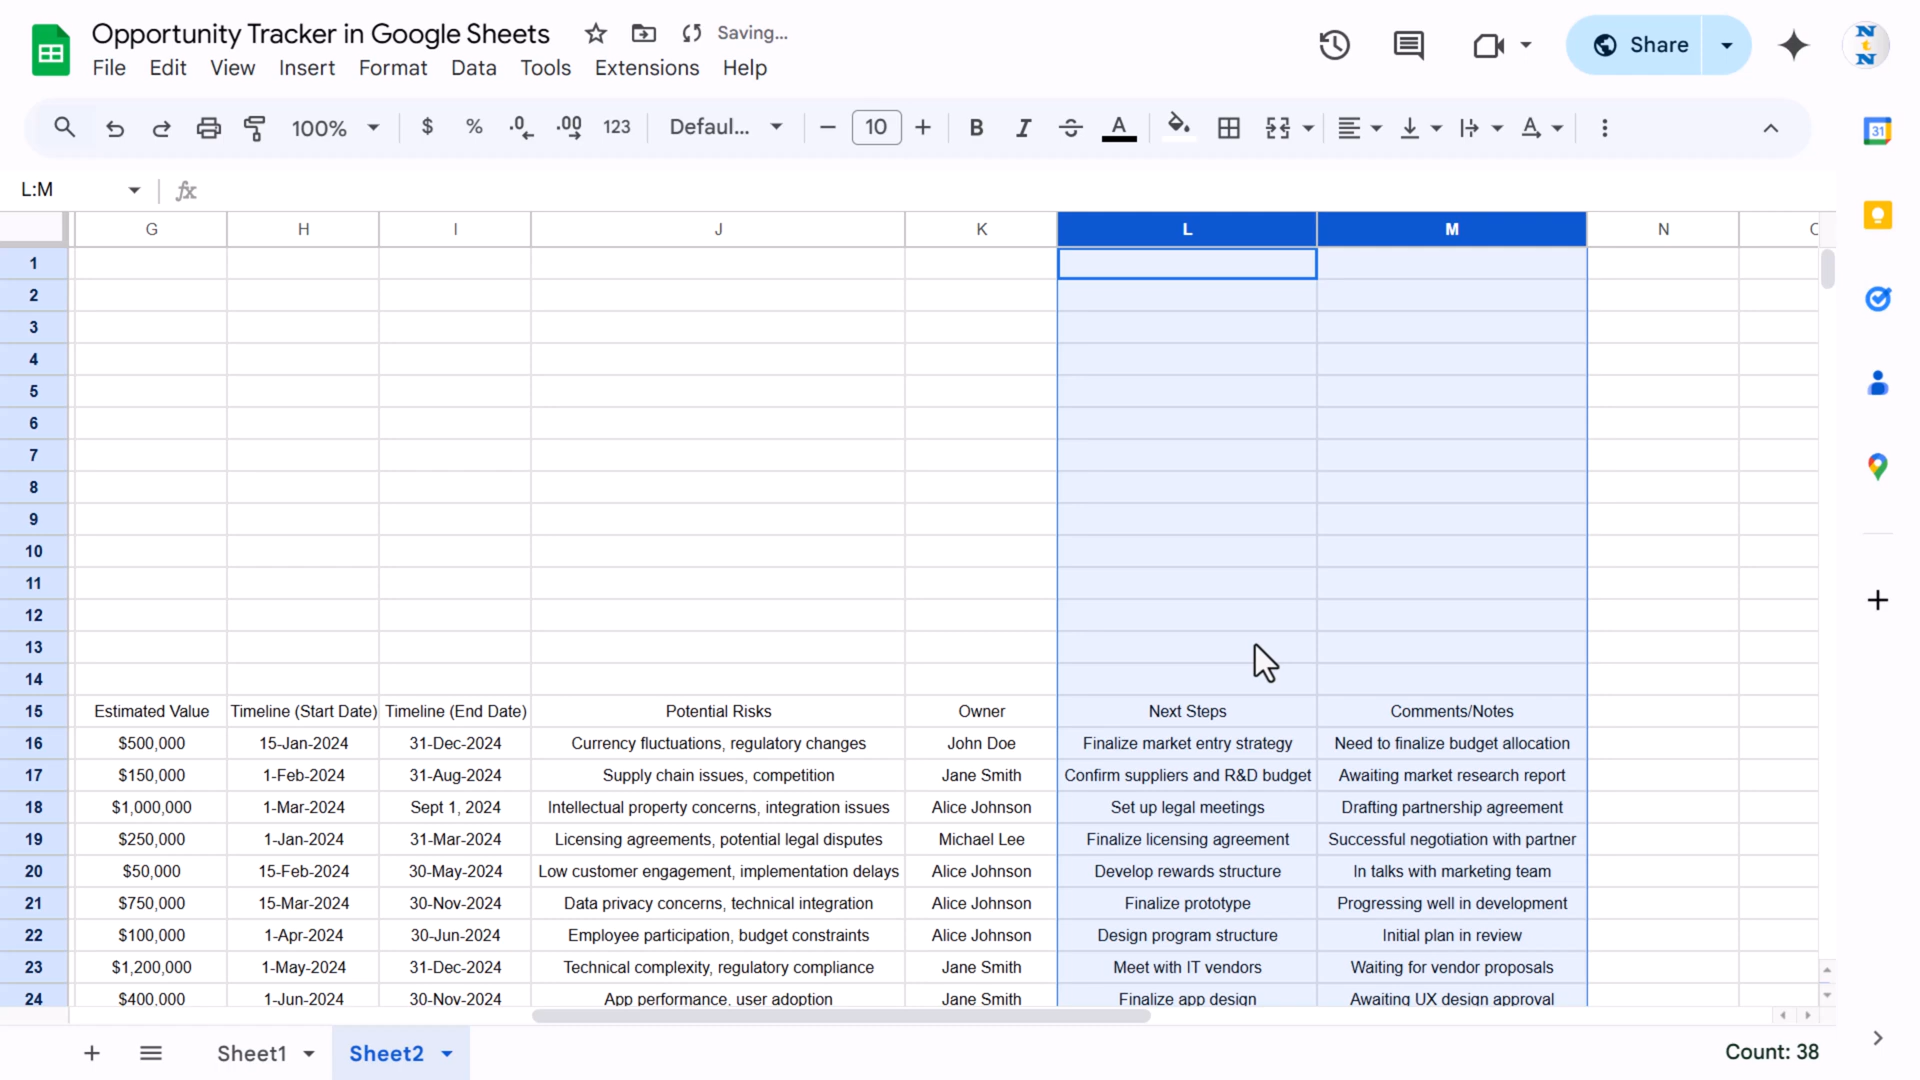 Opportunity Tracker in Google Sheets Saving...
File Edit View Insert Format Data Tools Extensions Help
Share
N t N
100% $ % .0 .00 123 Defaul... 10 B I S A A
31
L:M fx
G H I J K L M N
1
2
3
4
5
6
7
8
9
10
11
12
13
14
15 Estimated Value Timeline (Start Date) Timeline (End Date) Potential Risks Owner Next Steps Comments/Notes
16 $500,000 15-Jan-2024 31-Dec-2024 Currency fluctuations, regulatory changes John Doe Finalize market entry strategy Need to finalize budget allocation
17 $150,000 1-Feb-2024 31-Aug-2024 Supply chain issues, competition Jane Smith Confirm suppliers and R&D budget Awaiting market research report
18 $1,000,000 1-Mar-2024 Sept 1, 2024 Intellectual property concerns, integration issues Alice Johnson Set up legal meetings Drafting partnership agreement
19 $250,000 1-Jan-2024 31-Mar-2024 Licensing agreements, potential legal disputes Michael Lee Finalize licensing agreement Successful negotiation with partner
20 $50,000 15-Feb-2024 30-May-2024 Low customer engagement, implementation delays Alice Johnson Develop rewards structure In talks with marketing team
21 $750,000 15-Mar-2024 30-Nov-2024 Data privacy concerns, technical integration Alice Johnson Finalize prototype Progressing well in development
22 $100,000 1-Apr-2024 30-Jun-2024 Employee participation, budget constraints Alice Johnson Design program structure Initial plan in review
23 $1,200,000 1-May-2024 31-Dec-2024 Technical complexity, regulatory compliance Jane Smith Meet with IT vendors Waiting for vendor proposals
24 $400,000 1-Jun-2024 30-Nov-2024 App performance, user adoption Jane Smith Finalize app design Awaiting UX design approval
Sheet1 Sheet2 Count: 38